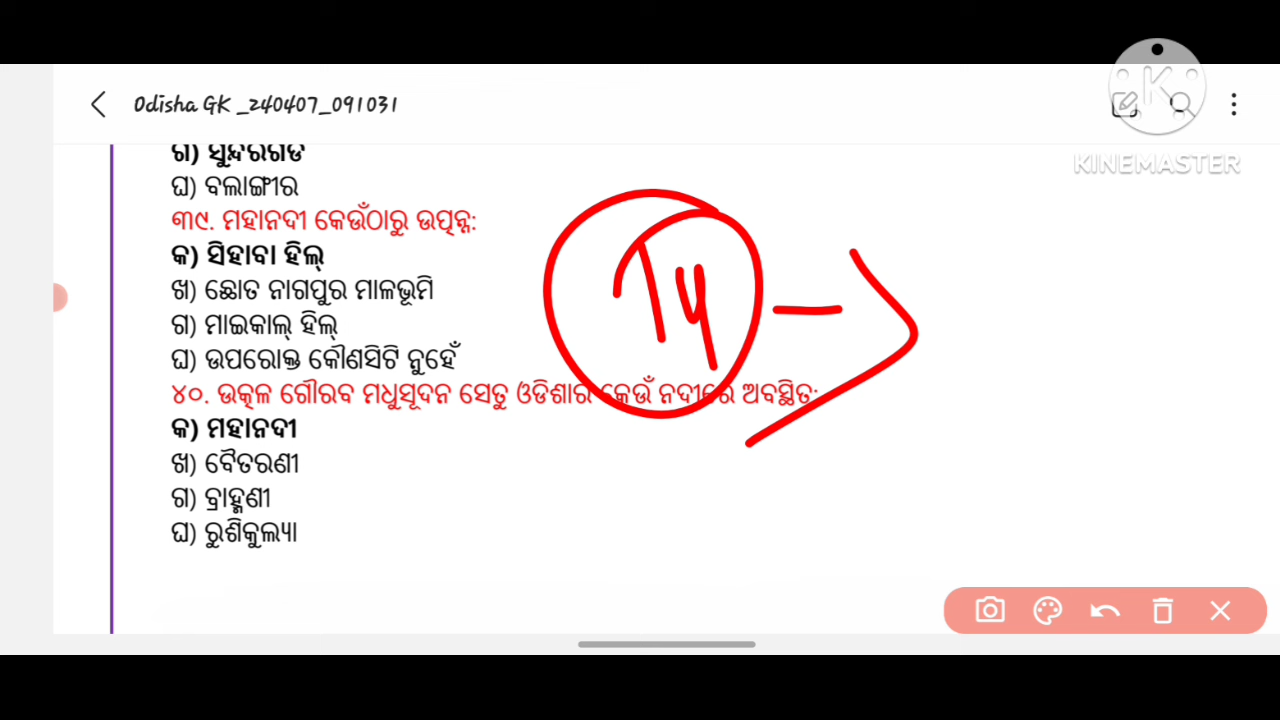 Odisha GK _240407_091031
KINEMASTER
ଗ) ସୁନ୍ଦରଗଡ
ଘ) ବଲାଙ୍ଗୀର
୩୯. ମହାନଦୀ କେଉଁଠାରୁ ଉତ୍ପନ୍ନ:
କ) ସିହାବା ହିଲ୍
ଖ) ଛୋଟ ନାଗପୁର ମାଳଭୂମି
ଗ) ମାଇକାଲ୍ ହିଲ୍
ଘ) ଉପରୋକ୍ତ କୌଣସିଟି ନୁହେଁ
୪୦. ଉତ୍କଳ ଗୌରବ ମଧୁସୂଦନ ସେତୁ ଓଡିଶାର କେଉଁ ନଦୀରେ ଅବସ୍ଥିତ:
କ) ମହାନଦୀ
ଖ) ବୈତରଣୀ
ଗ) ବ୍ରାହ୍ମଣୀ
ଘ) ରୁଶିକୁଲ୍ୟା